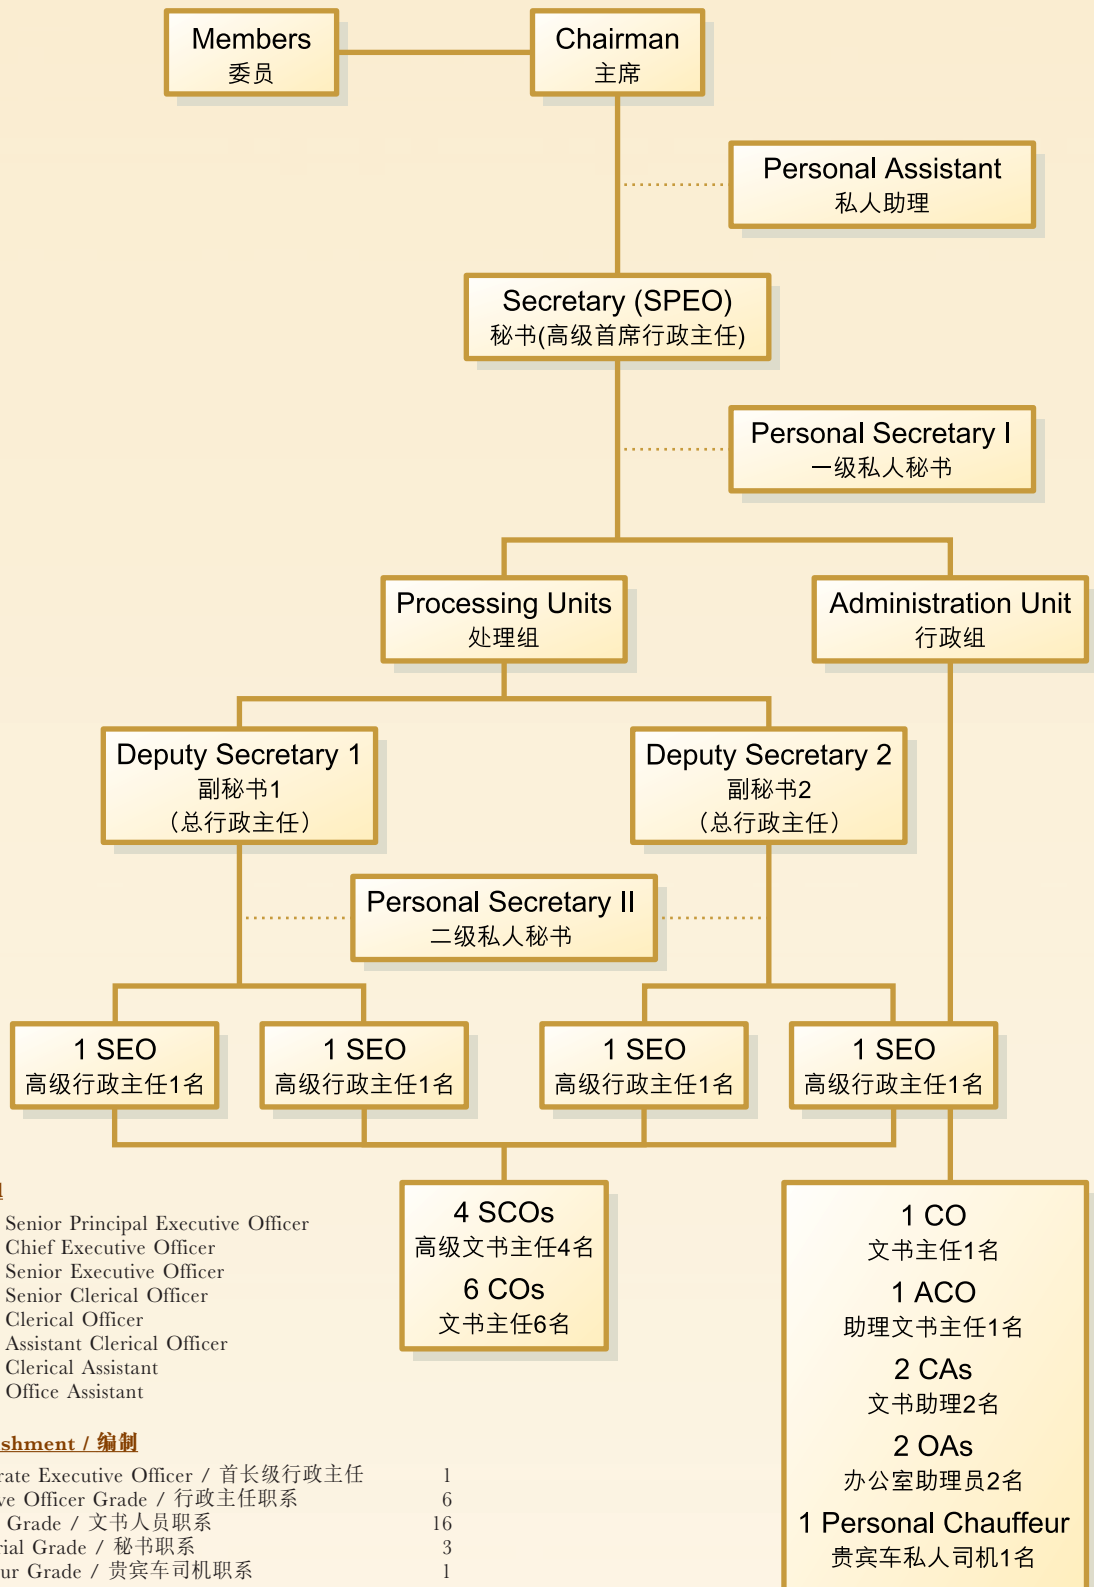 Members
委员
Chairman
主席
Personal Assistant
私人助理
Secretary (SPEO)
秘书(高级首席行政主任)
Personal Secretary I
一级私人秘书
Processing Units
处理组
Administration Unit
行政组
Deputy Secretary 1
副秘书1
（总行政主任）
Deputy Secretary 2
副秘书2
（总行政主任）
Personal Secretary II
二级私人秘书
1 SEO
高级行政主任1名
1 SEO
高级行政主任1名
1 SEO
高级行政主任1名
1 SEO
高级行政主任1名
4 SCOs
高级文书主任4名
6 COs
文书主任6名
1 CO
文书主任1名
1 ACO
助理文书主任1名
2 CAs
文书助理2名
2 OAs
办公室助理员2名
1 Personal Chauffeur
贵宾车私人司机1名
Senior Principal Executive Officer
Chief Executive Officer
Senior Executive Officer
Senior Clerical Officer
Clerical Officer
Assistant Clerical Officer
Clerical Assistant
Office Assistant
shment / 编制
rate Executive Officer / 首长级行政主任 1
ve Officer Grade / 行政主任职系 6
Grade / 文书人员职系 16
rial Grade / 秘书职系 3
ur Grade / 贵宾车司机职系 1